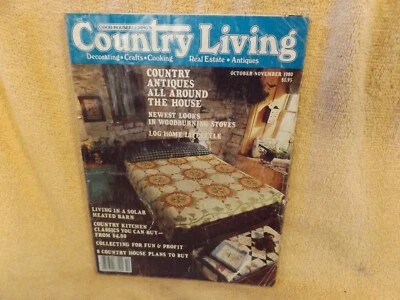 GOOD HOUSEKEEPING'S
Country Living
Decorating • Crafts • Cooking Real Estate • Antiques
OCTOBER/NOVEMBER 1980
$1.95
COUNTRY
ANTIQUES
ALL AROUND
THE HOUSE
NEWEST LOOKS
IN WOODBURNING STOVES
LOG HOME LIFESTYLE
LIVING IN A SOLAR
HEATED BARN
COUNTRY KITCHEN
CLASSICS YOU CAN BUY—
FROM $4.00
COLLECTING FOR FUN & PROFIT
6 COUNTRY HOUSE PLANS TO BUY